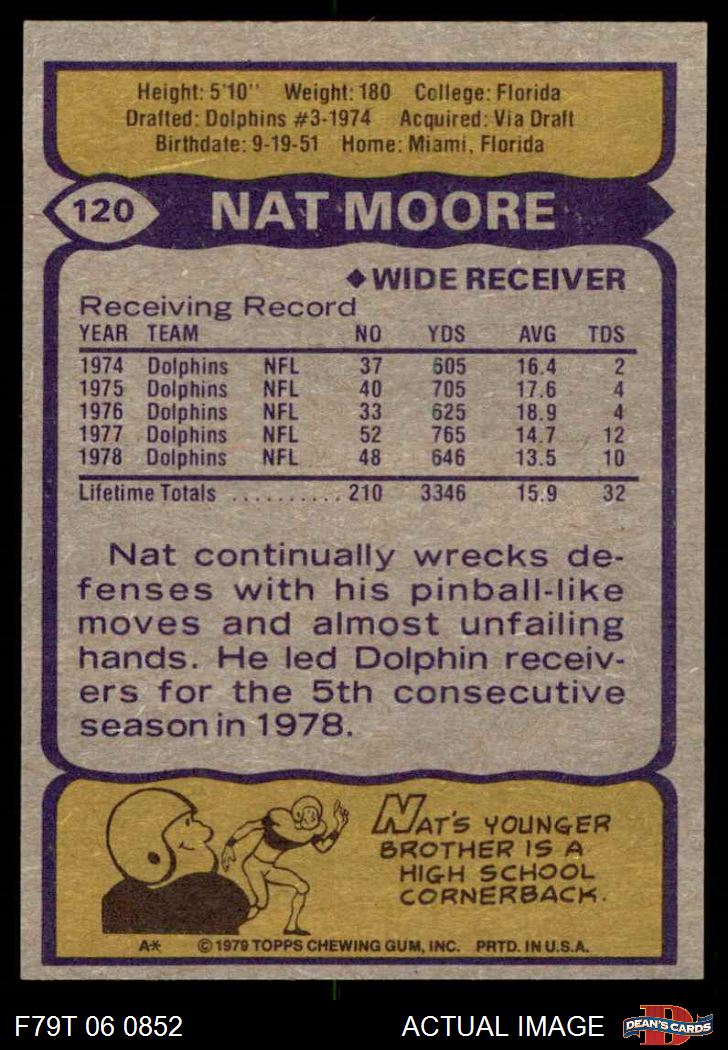 Height: 5'10" Weight: 180 College: Florida
Drafted: Dolphins #3-1974 Acquired: Via Draft
Birthdate: 9-19-51 Home: Miami, Florida
120 NAT MOORE
◆WIDE RECEIVER
Receiving Record
YEAR TEAM NO YDS AVG TDS
1974 Dolphins NFL 37 605 16.4 2
1975 Dolphins NFL 40 705 17.6 4
1976 Dolphins NFL 33 625 18.9 4
1977 Dolphins NFL 52 765 14.7 12
1978 Dolphins NFL 48 646 13.5 10
Lifetime Totals .......... 210 3346 15.9 32
Nat continually wrecks de-
fenses with his pinball-like
moves and almost unfailing
hands. He led Dolphin receiv-
ers for the 5th consecutive
season in 1978.
NAT'S YOUNGER
BROTHER IS A
HIGH SCHOOL
CORNERBACK.
A* © 1979 TOPPS CHEWING GUM, INC. PRTD. IN U.S.A.
F79T 06 0852 ACTUAL IMAGE D DEAN'S CARDS